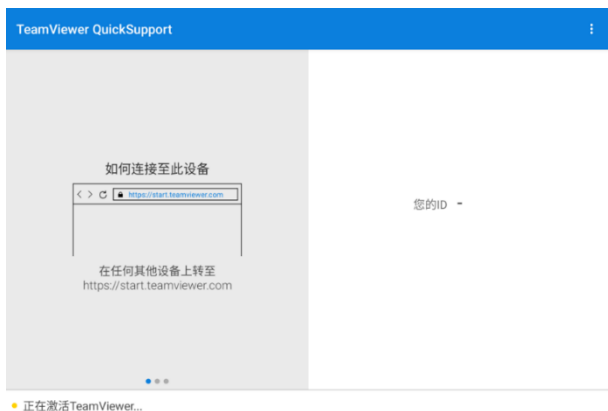 TeamViewer QuickSupport
如何连接至此设备
https://start.teamviewer.com
在任何其他设备上转至
https://start.teamviewer.com
您的ID -
正在激活TeamViewer...